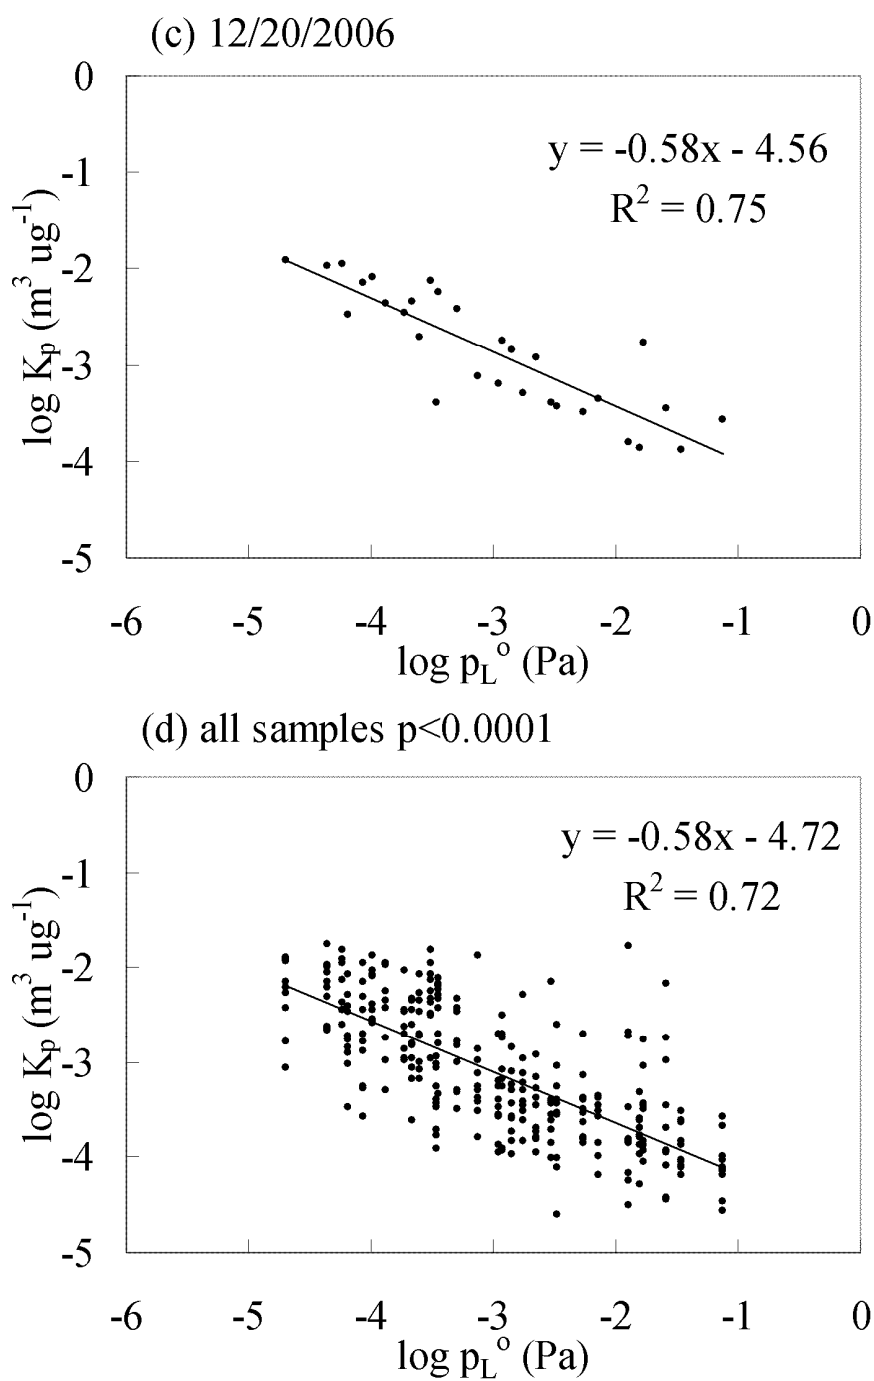 (c) 12/20/2006
0
y = -0.58x - 4.56
-1
R² = 0.75
log Kp (m³ ug⁻¹)
-2
-3
-4
-5
-6 -5 -4 -3 -2 -1 0
log p_L° (Pa)
(d) all samples p<0.0001
0
y = -0.58x - 4.72
-1
R² = 0.72
log Kp (m³ ug⁻¹)
-2
-3
-4
-5
-6 -5 -4 -3 -2 -1 0
log p_L° (Pa)